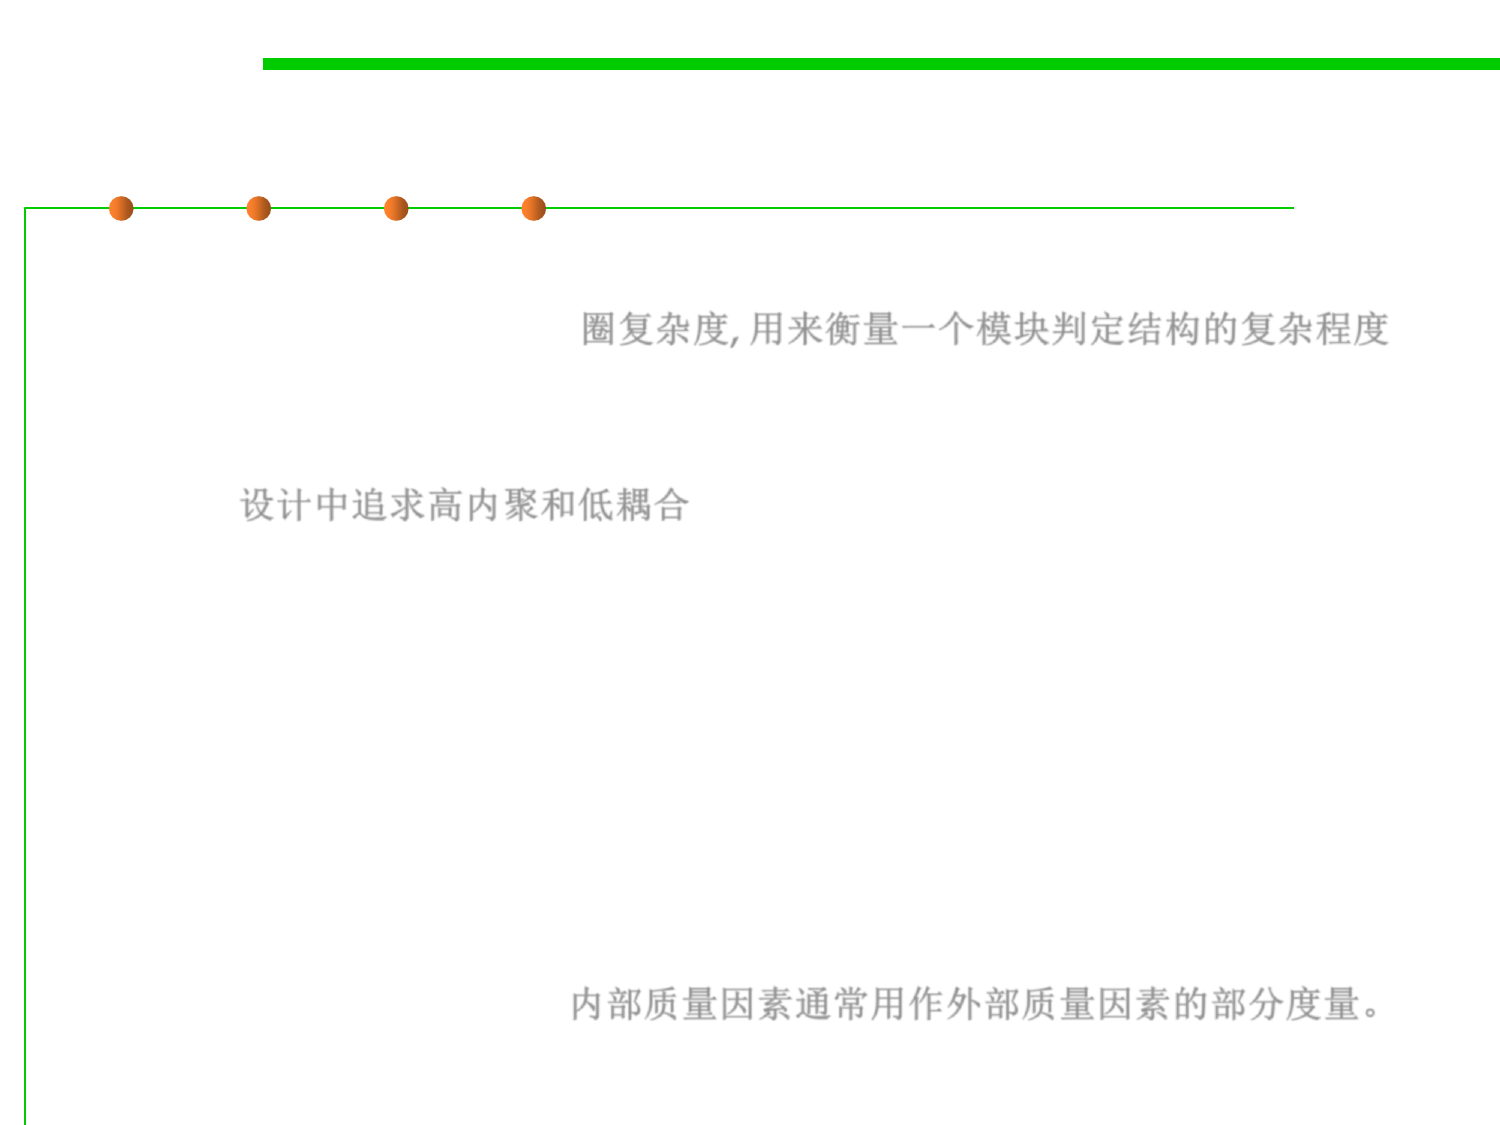 圈复杂度, 用来衡量一个模块判定结构的复杂程度
设计中追求高内聚和低耦合
内部质量因素通常用作外部质量因素的部分度量。